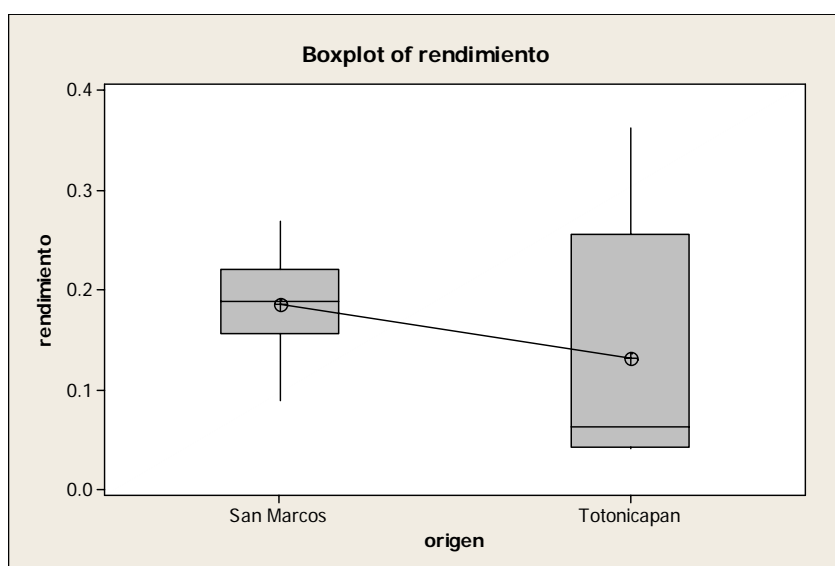 Boxplot of rendimiento
0.4
0.3
0.2
0.1
0.0
rendimiento
San Marcos
Totonicapan
origen